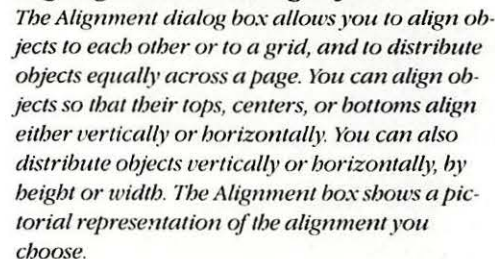 The Alignment dialog box allows you to align ob-
jects to each other or to a grid, and to distribute
objects equally across a page. You can align ob-
jects so that their tops, centers, or bottoms align
either vertically or horizontally. You can also
distribute objects vertically or horizontally, by
height or width. The Alignment box shows a pic-
torial representation of the alignment you
choose.